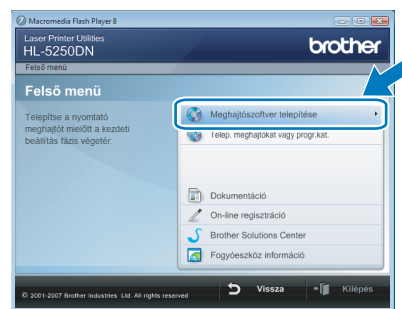 Macromedia Flash Player 8
Laser Printer Utilities
HL-5250DN
brother
Felső menü
Felső menü
Telepítse a nyomtató
meghajtót mielőtt a kezdeti
beállítás fázis végetér.
Meghajtószoftver telepítése
Telep. meghajtókat vagy progr.kat.
Dokumentáció
On-line regisztráció
Brother Solutions Center
Fogyóeszköz információ
© 2001-2007 Brother Industries Ltd. All rights reserved
Vissza
Kilépés